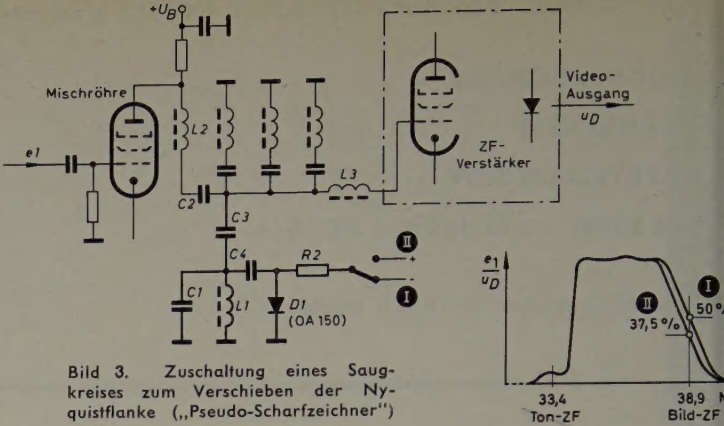 +U_B
Mischröhre
e1
L2
C2
C3
L3
C4
R2
C1
L1
D1
(OA 150)
II
+
-
I
ZF-
Verstärker
Video-
Ausgang
u_D
e1
u_D
II
37,5%
I
50%
33,4
Ton-ZF
38,9
Bild-ZF
Bild 3. Zuschaltung eines Saug-
kreises zum Verschieben der Ny-
quistflanke („Pseudo-Scharfzeichner")